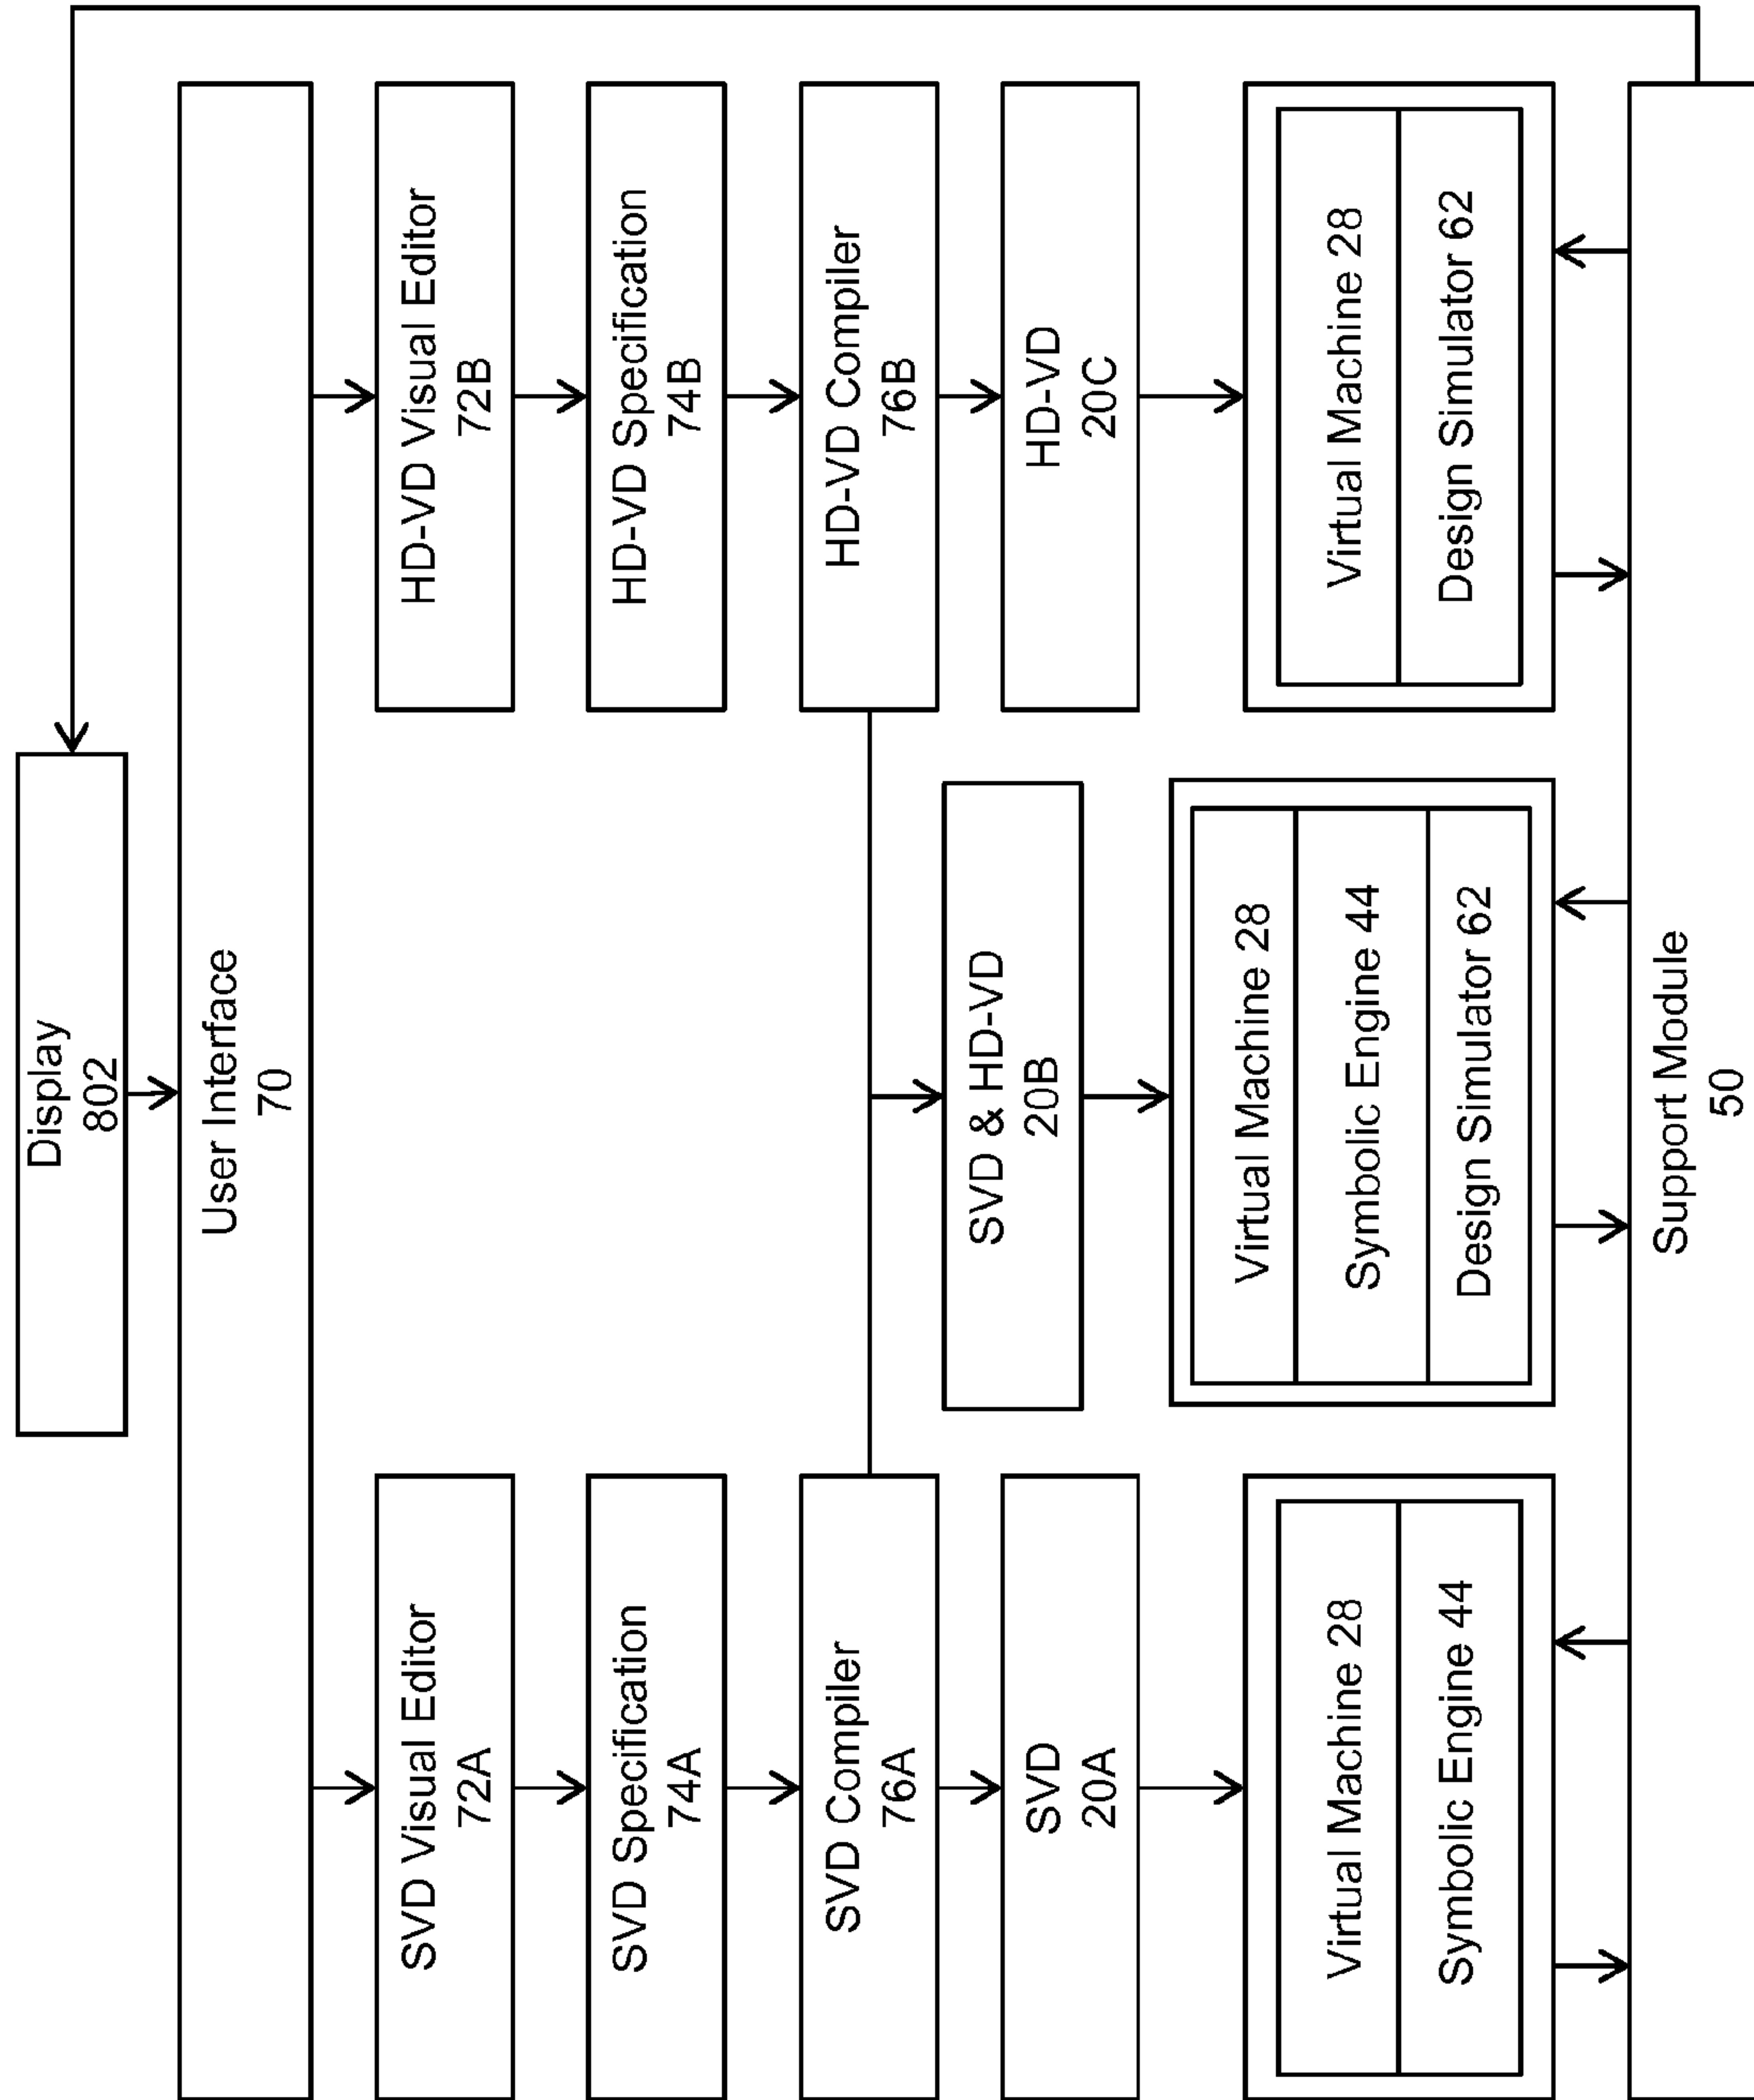 Display
802
User Interface
70
SVD Visual Editor
72A
SVD Specification
74A
SVD Compiler
76A
SVD
20A
Virtual Machine 28
Symbolic Engine 44
SVD & HD-VD
20B
Virtual Machine 28
Symbolic Engine 44
Design Simulator 62
HD-VD Visual Editor
72B
HD-VD Specification
74B
HD-VD Compiler
76B
HD-VD
20C
Virtual Machine 28
Design Simulator 62
Support Module
50